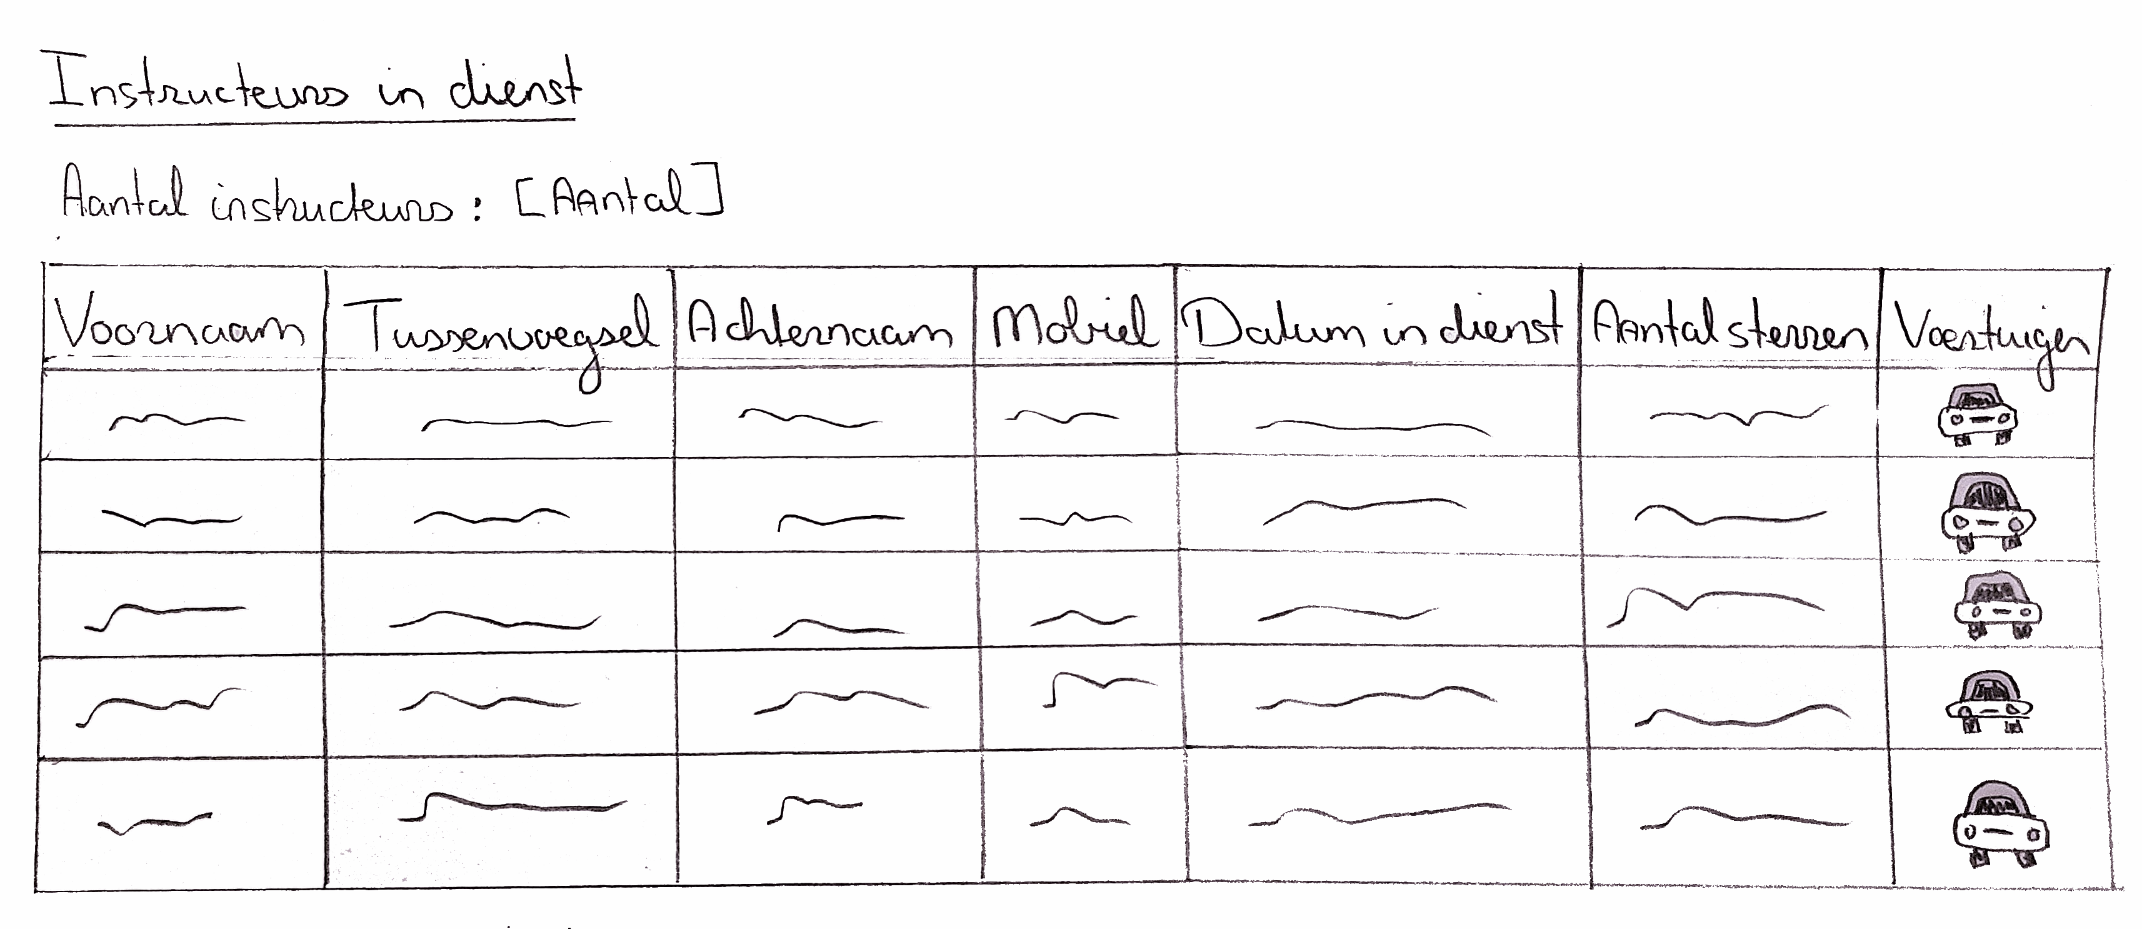 Instructeurs in dienst
Aantal instructeurs: [Aantal]
Voornaam Tussenvoegsel Achternaam Mobiel Datum in dienst Aantal sterren Voertuigen